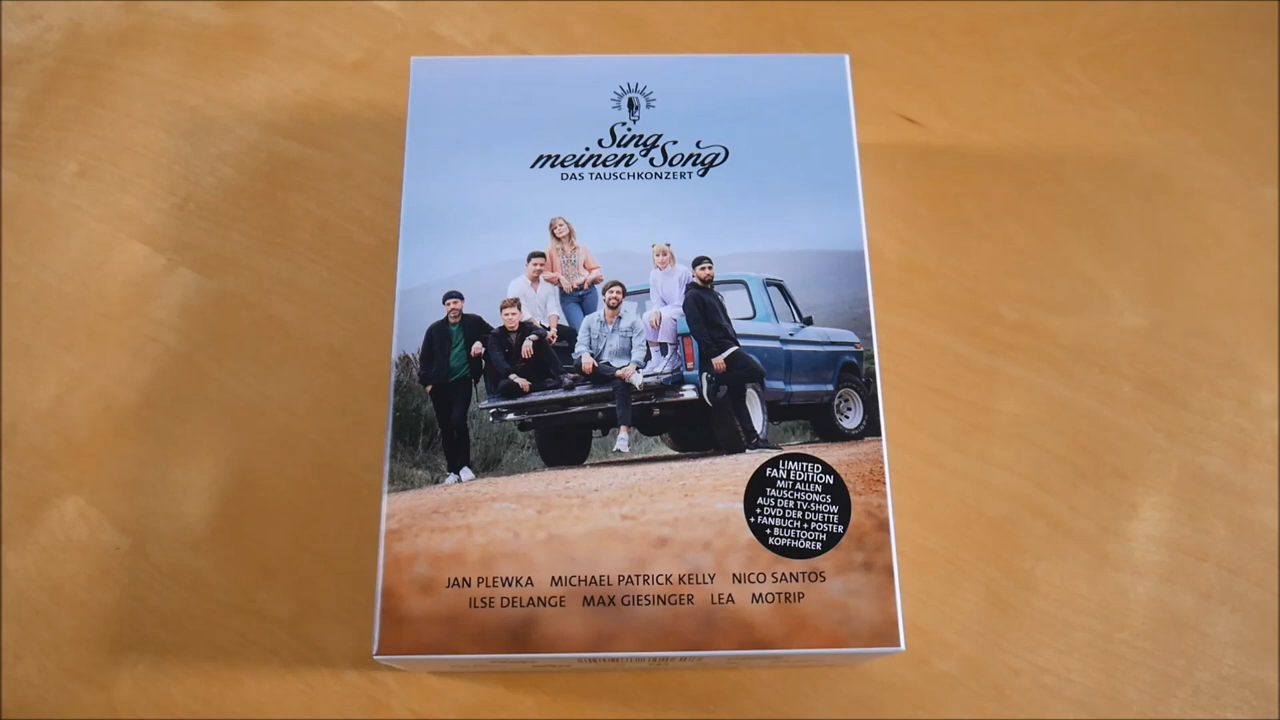 Sing
meinen Song
DAS TAUSCHKONZERT
LIMITED
FAN EDITION
MIT ALLEN
TAUSCHSONGS
AUS DER TV-SHOW
+ DVD DER DUETTE
+ FANBUCH + POSTER
+ BLUETOOTH
KOPFHÖRER
JAN PLEWKA MICHAEL PATRICK KELLY NICO SANTOS
ILSE DELANGE MAX GIESINGER LEA MOTRIP